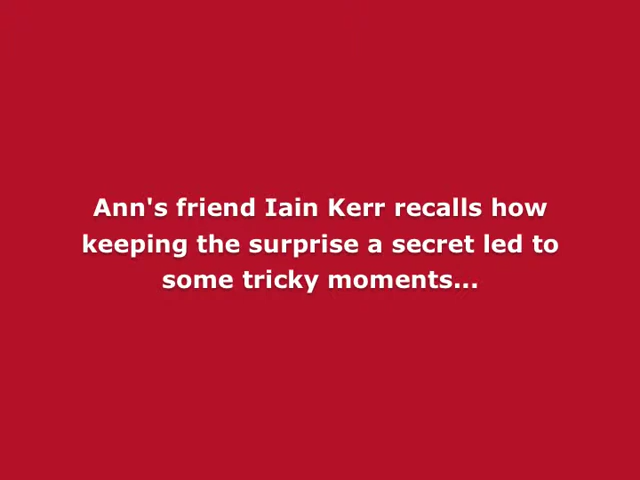 Ann's friend Iain Kerr recalls how
keeping the surprise a secret led to
some tricky moments...